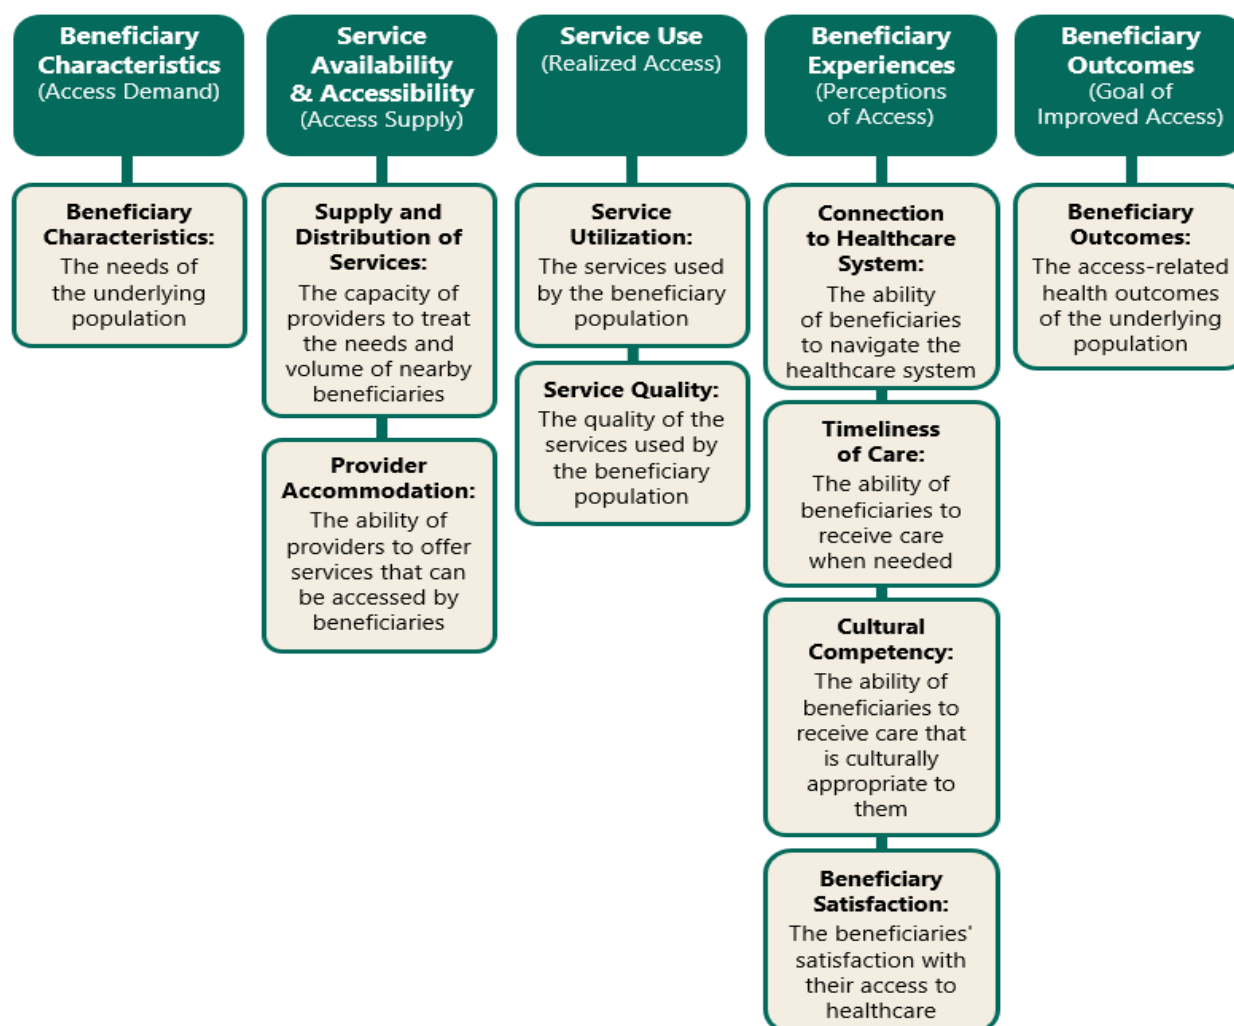 Beneficiary
Characteristics
(Access Demand)
Beneficiary
Characteristics:
The needs of
the underlying
population
Service
Availability
& Accessibility
(Access Supply)
Supply and
Distribution of
Services:
The capacity of
providers to treat
the needs and
volume of nearby
beneficiaries
Provider
Accommodation:
The ability of
providers to offer
services that can
be accessed by
beneficiaries
Service Use
(Realized Access)
Service
Utilization:
The services used
by the beneficiary
population
Service Quality:
The quality of the
services used by
the beneficiary
population
Beneficiary
Experiences
(Perceptions
of Access)
Connection
to Healthcare
System:
The ability
of beneficiaries
to navigate the
healthcare system
Timeliness
of Care:
The ability of
beneficiaries to
receive care
when needed
Cultural
Competency:
The ability of
beneficiaries to
receive care that
is culturally
appropriate to
them
Beneficiary
Satisfaction:
The beneficiaries'
satisfaction with
their access to
healthcare
Beneficiary
Outcomes
(Goal of
Improved Access)
Beneficiary
Outcomes:
The access-related
health outcomes
of the underlying
population